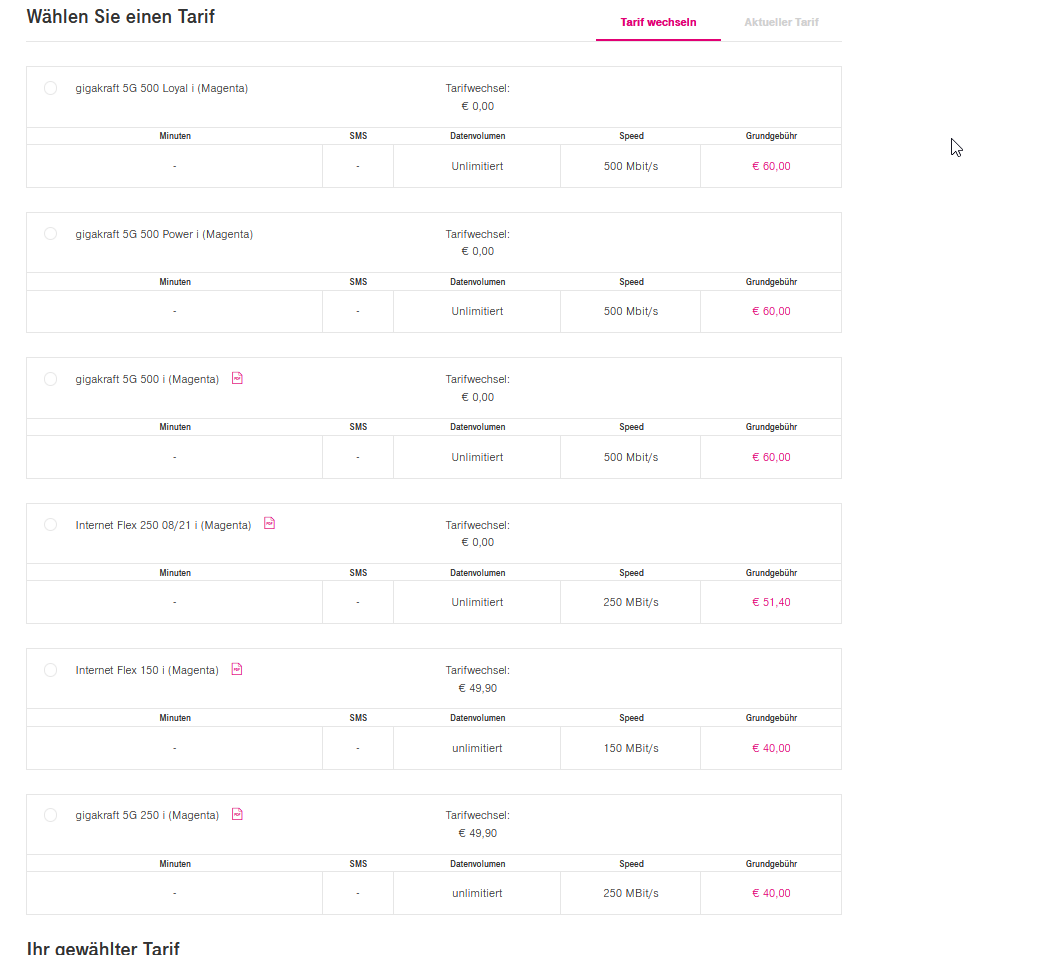 Wählen Sie einen Tarif
Tarif wechseln Aktueller Tarif
gigakraft 5G 500 Loyal i (Magenta) Tarifwechsel:
€ 0,00
Minuten SMS Datenvolumen Speed Grundgebühr
- - Unlimitiert 500 Mbit/s € 60,00
gigakraft 5G 500 Power i (Magenta) Tarifwechsel:
€ 0,00
Minuten SMS Datenvolumen Speed Grundgebühr
- - Unlimitiert 500 Mbit/s € 60,00
gigakraft 5G 500 i (Magenta) PDF Tarifwechsel:
€ 0,00
Minuten SMS Datenvolumen Speed Grundgebühr
- - Unlimitiert 500 Mbit/s € 60,00
Internet Flex 250 08/21 i (Magenta) PDF Tarifwechsel:
€ 0,00
Minuten SMS Datenvolumen Speed Grundgebühr
- - Unlimitiert 250 MBit/s € 51,40
Internet Flex 150 i (Magenta) PDF Tarifwechsel:
€ 49,90
Minuten SMS Datenvolumen Speed Grundgebühr
- - unlimitiert 150 MBit/s € 40,00
gigakraft 5G 250 i (Magenta) PDF Tarifwechsel:
€ 49,90
Minuten SMS Datenvolumen Speed Grundgebühr
- - unlimitiert 250 MBit/s € 40,00
Ihr gewählter Tarif